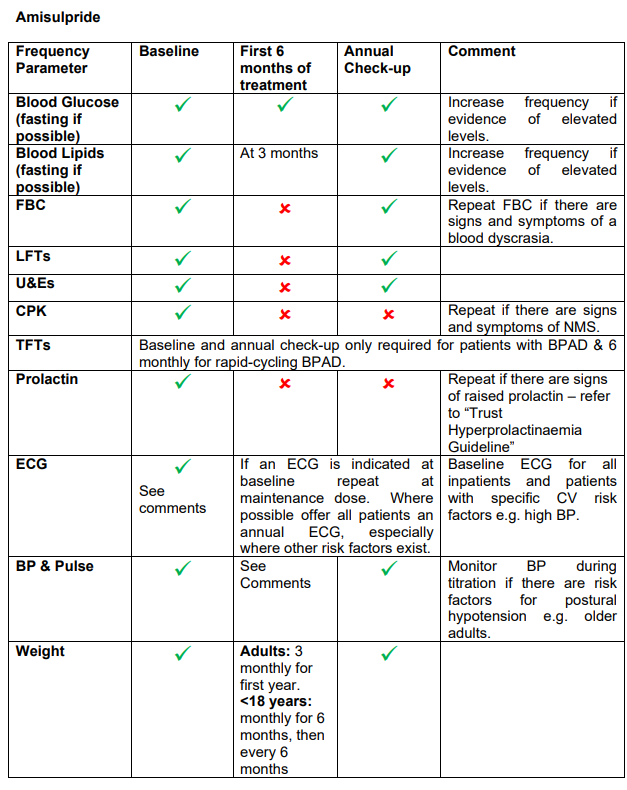 Amisulpride
Frequency Parameter | Baseline | First 6 months of treatment | Annual Check-up | Comment
Blood Glucose (fasting if possible) | ✓ | ✓ | ✓ | Increase frequency if evidence of elevated levels.
Blood Lipids (fasting if possible) | ✓ | At 3 months | ✓ | Increase frequency if evidence of elevated levels.
FBC | ✓ | ✗ | ✓ | Repeat FBC if there are signs and symptoms of a blood dyscrasia.
LFTs | ✓ | ✗ | ✓ |
U&Es | ✓ | ✗ | ✓ |
CPK | ✓ | ✗ | ✗ | Repeat if there are signs and symptoms of NMS.
TFTs | Baseline and annual check-up only required for patients with BPAD & 6 monthly for rapid-cycling BPAD.
Prolactin | ✓ | ✗ | ✗ | Repeat if there are signs of raised prolactin – refer to “Trust Hyperprolactinaemia Guideline”
ECG | ✓ See comments | If an ECG is indicated at baseline repeat at maintenance dose. Where possible offer all patients an annual ECG, especially where other risk factors exist. | Baseline ECG for all inpatients and patients with specific CV risk factors e.g. high BP.
BP & Pulse | ✓ | See Comments | ✓ | Monitor BP during titration if there are risk factors for postural hypotension e.g. older adults.
Weight | ✓ | Adults: 3 monthly for first year. <18 years: monthly for 6 months, then every 6 months | ✓ |